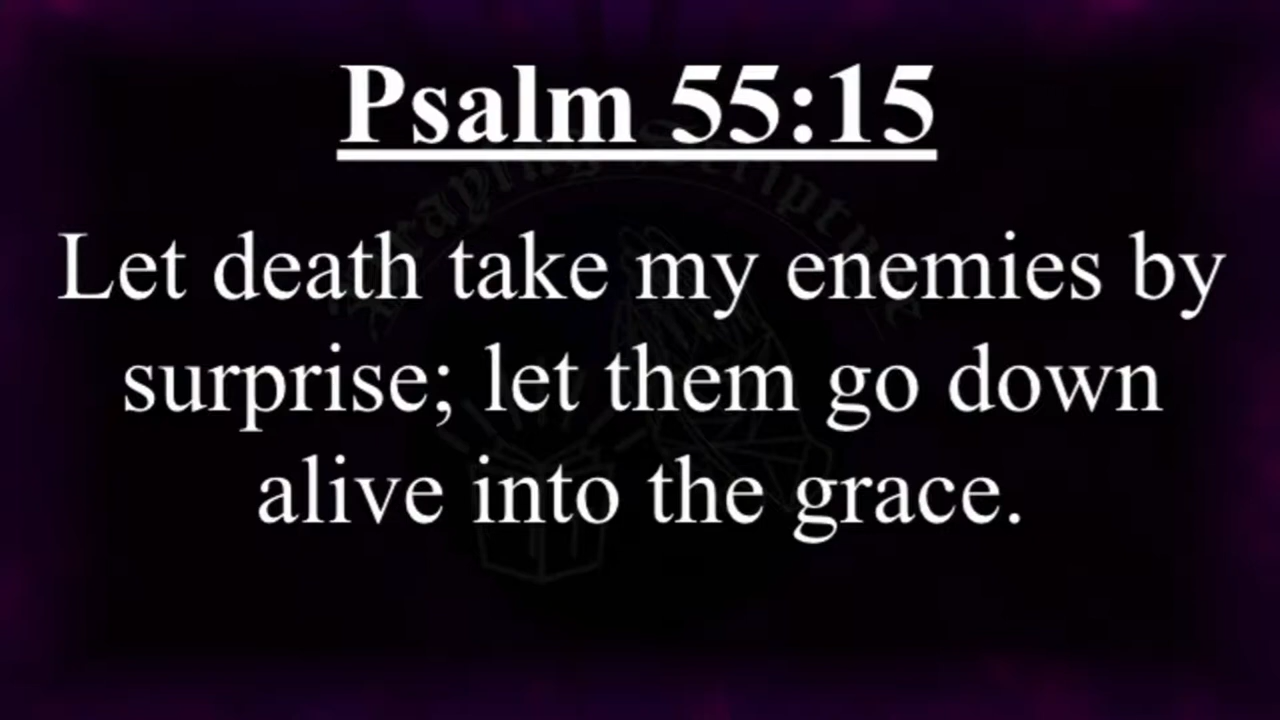 Psalm 55:15
Let death take my enemies by
surprise; let them go down
alive into the grace.